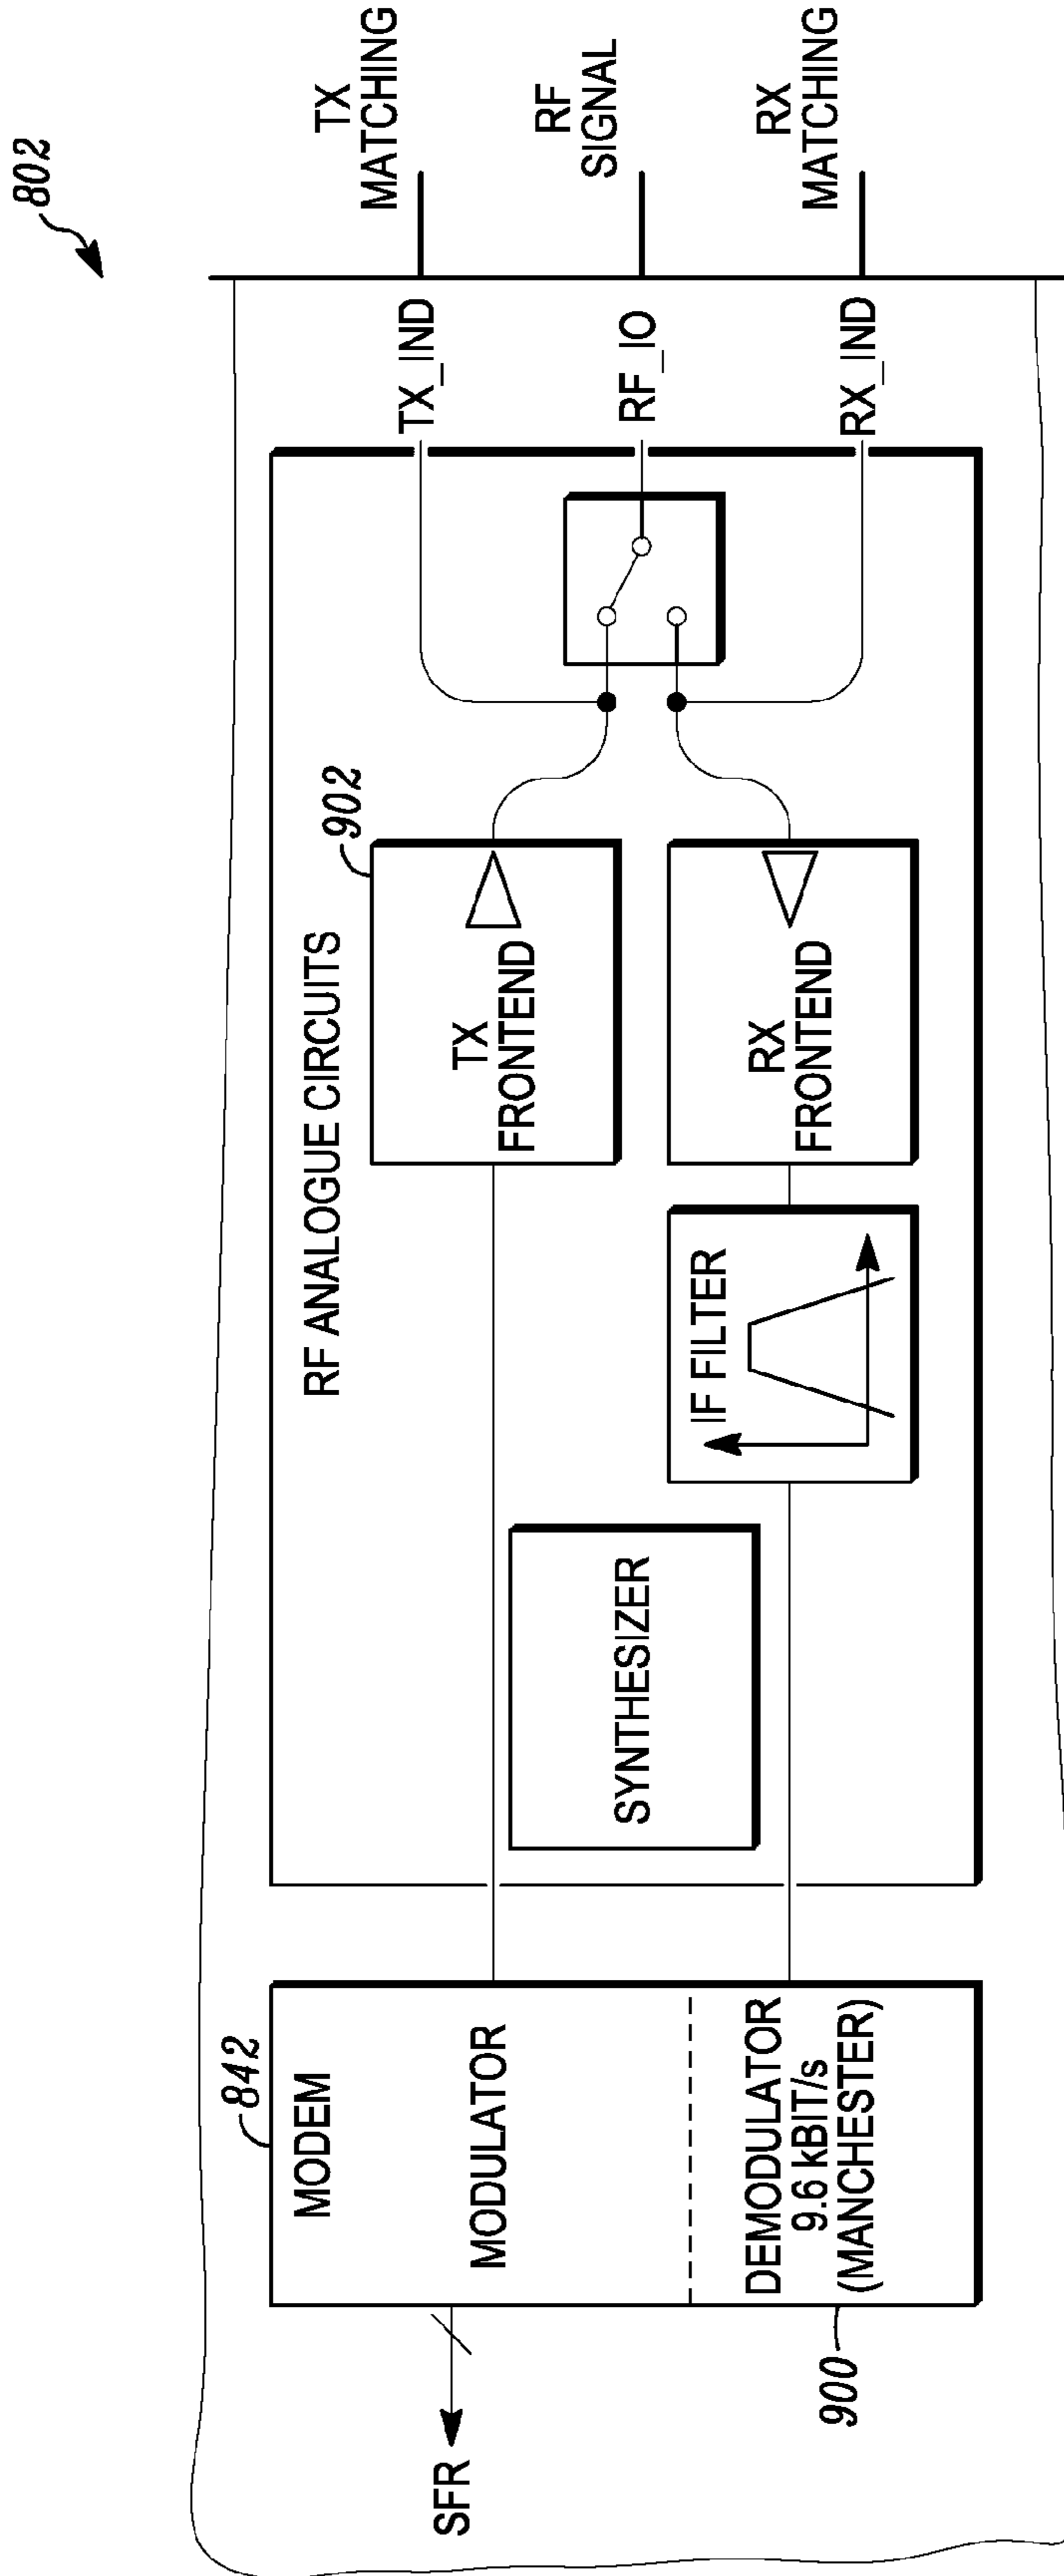 802
TX
MATCHING
RF
SIGNAL
RX
MATCHING
TX_IND
RF_IO
RX_IND
RF ANALOGUE CIRCUITS
902
TX
FRONTEND
RX
FRONTEND
IF FILTER
SYNTHESIZER
842
MODEM
MODULATOR
DEMODULATOR
9.6 kBIT/s
(MANCHESTER)
900
SFR